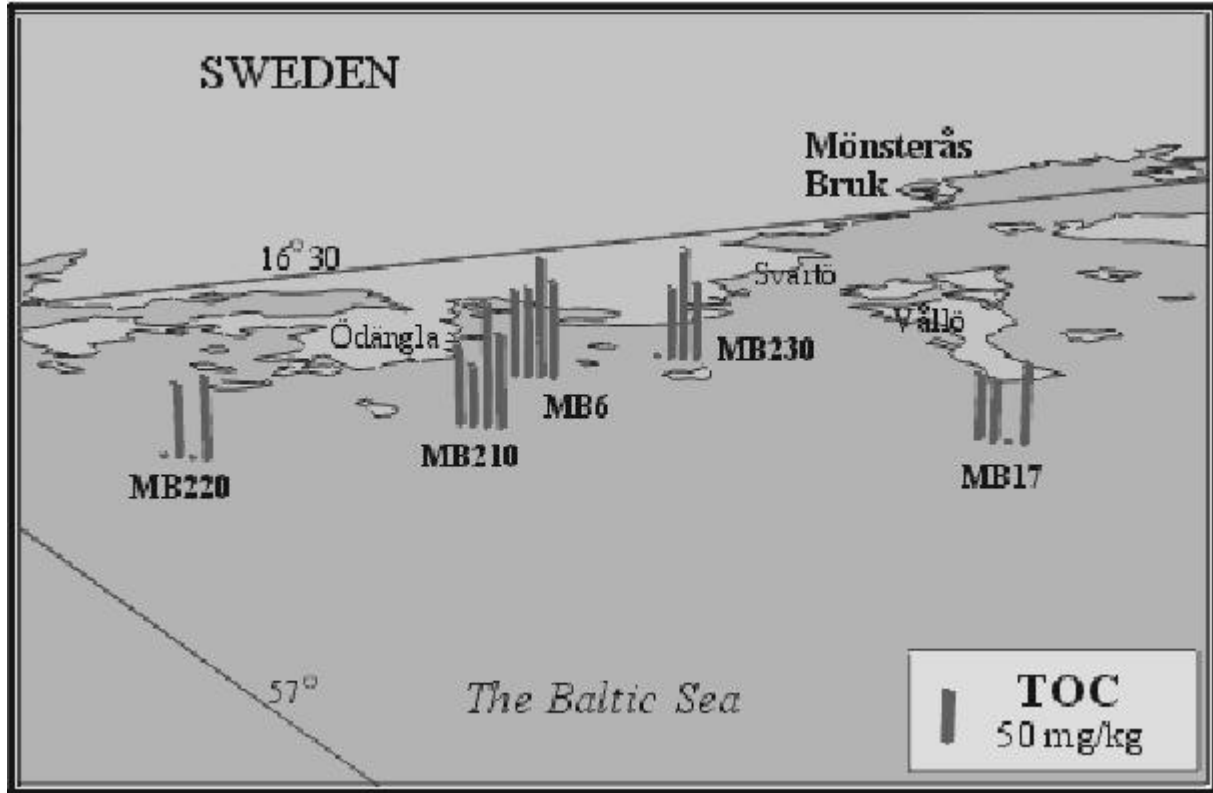 SWEDEN
Mönsterås
Bruk
16° 30
Svartö
Ödängla
Vållö
MB230
MB6
MB210
MB220
MB17
57°
The Baltic Sea
TOC
50 mg/kg